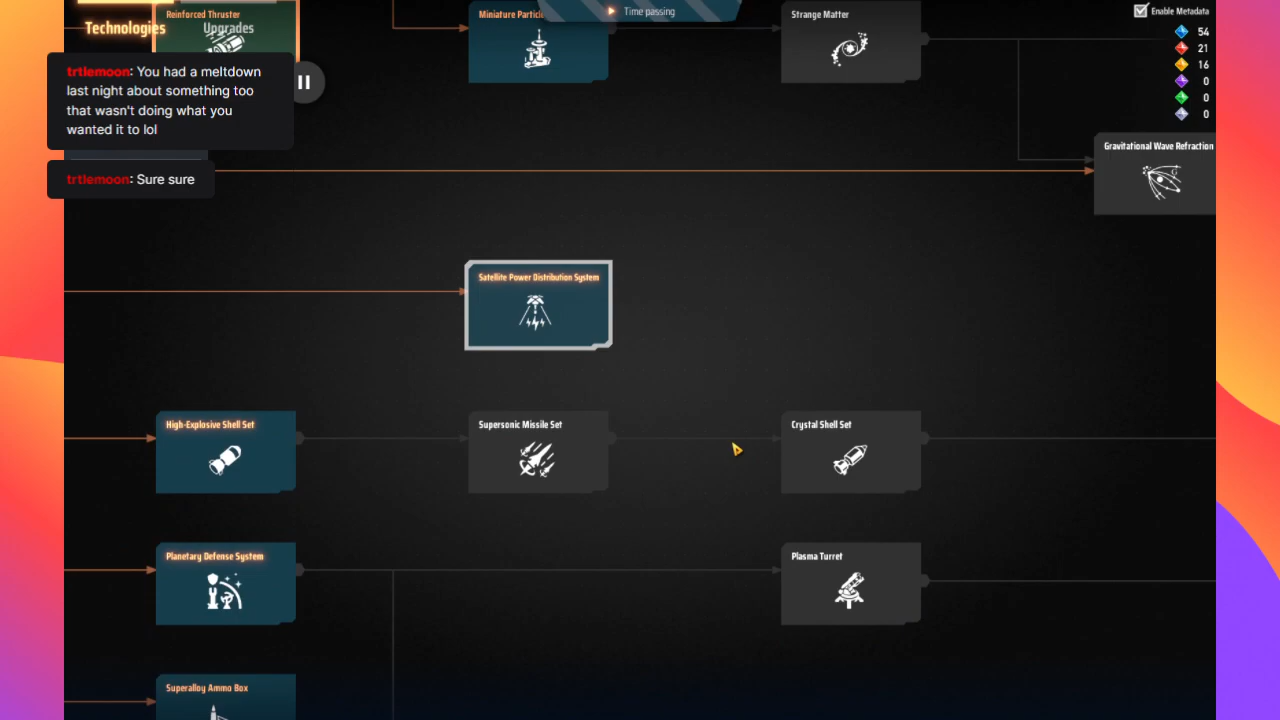 Reinforced Thruster
Technologies
Upgrades
Miniature Particle
Time passing
Strange Matter
Enable Metadata
54
21
16
0
0
0
trtlemoon: You had a meltdown
last night about something too
that wasn't doing what you
wanted it to lol
trtlemoon: Sure sure
Gravitational Wave Refraction
Satellite Power Distribution System
High-Explosive Shell Set
Supersonic Missile Set
Crystal Shell Set
Planetary Defense System
Plasma Turret
Superalloy Ammo Box